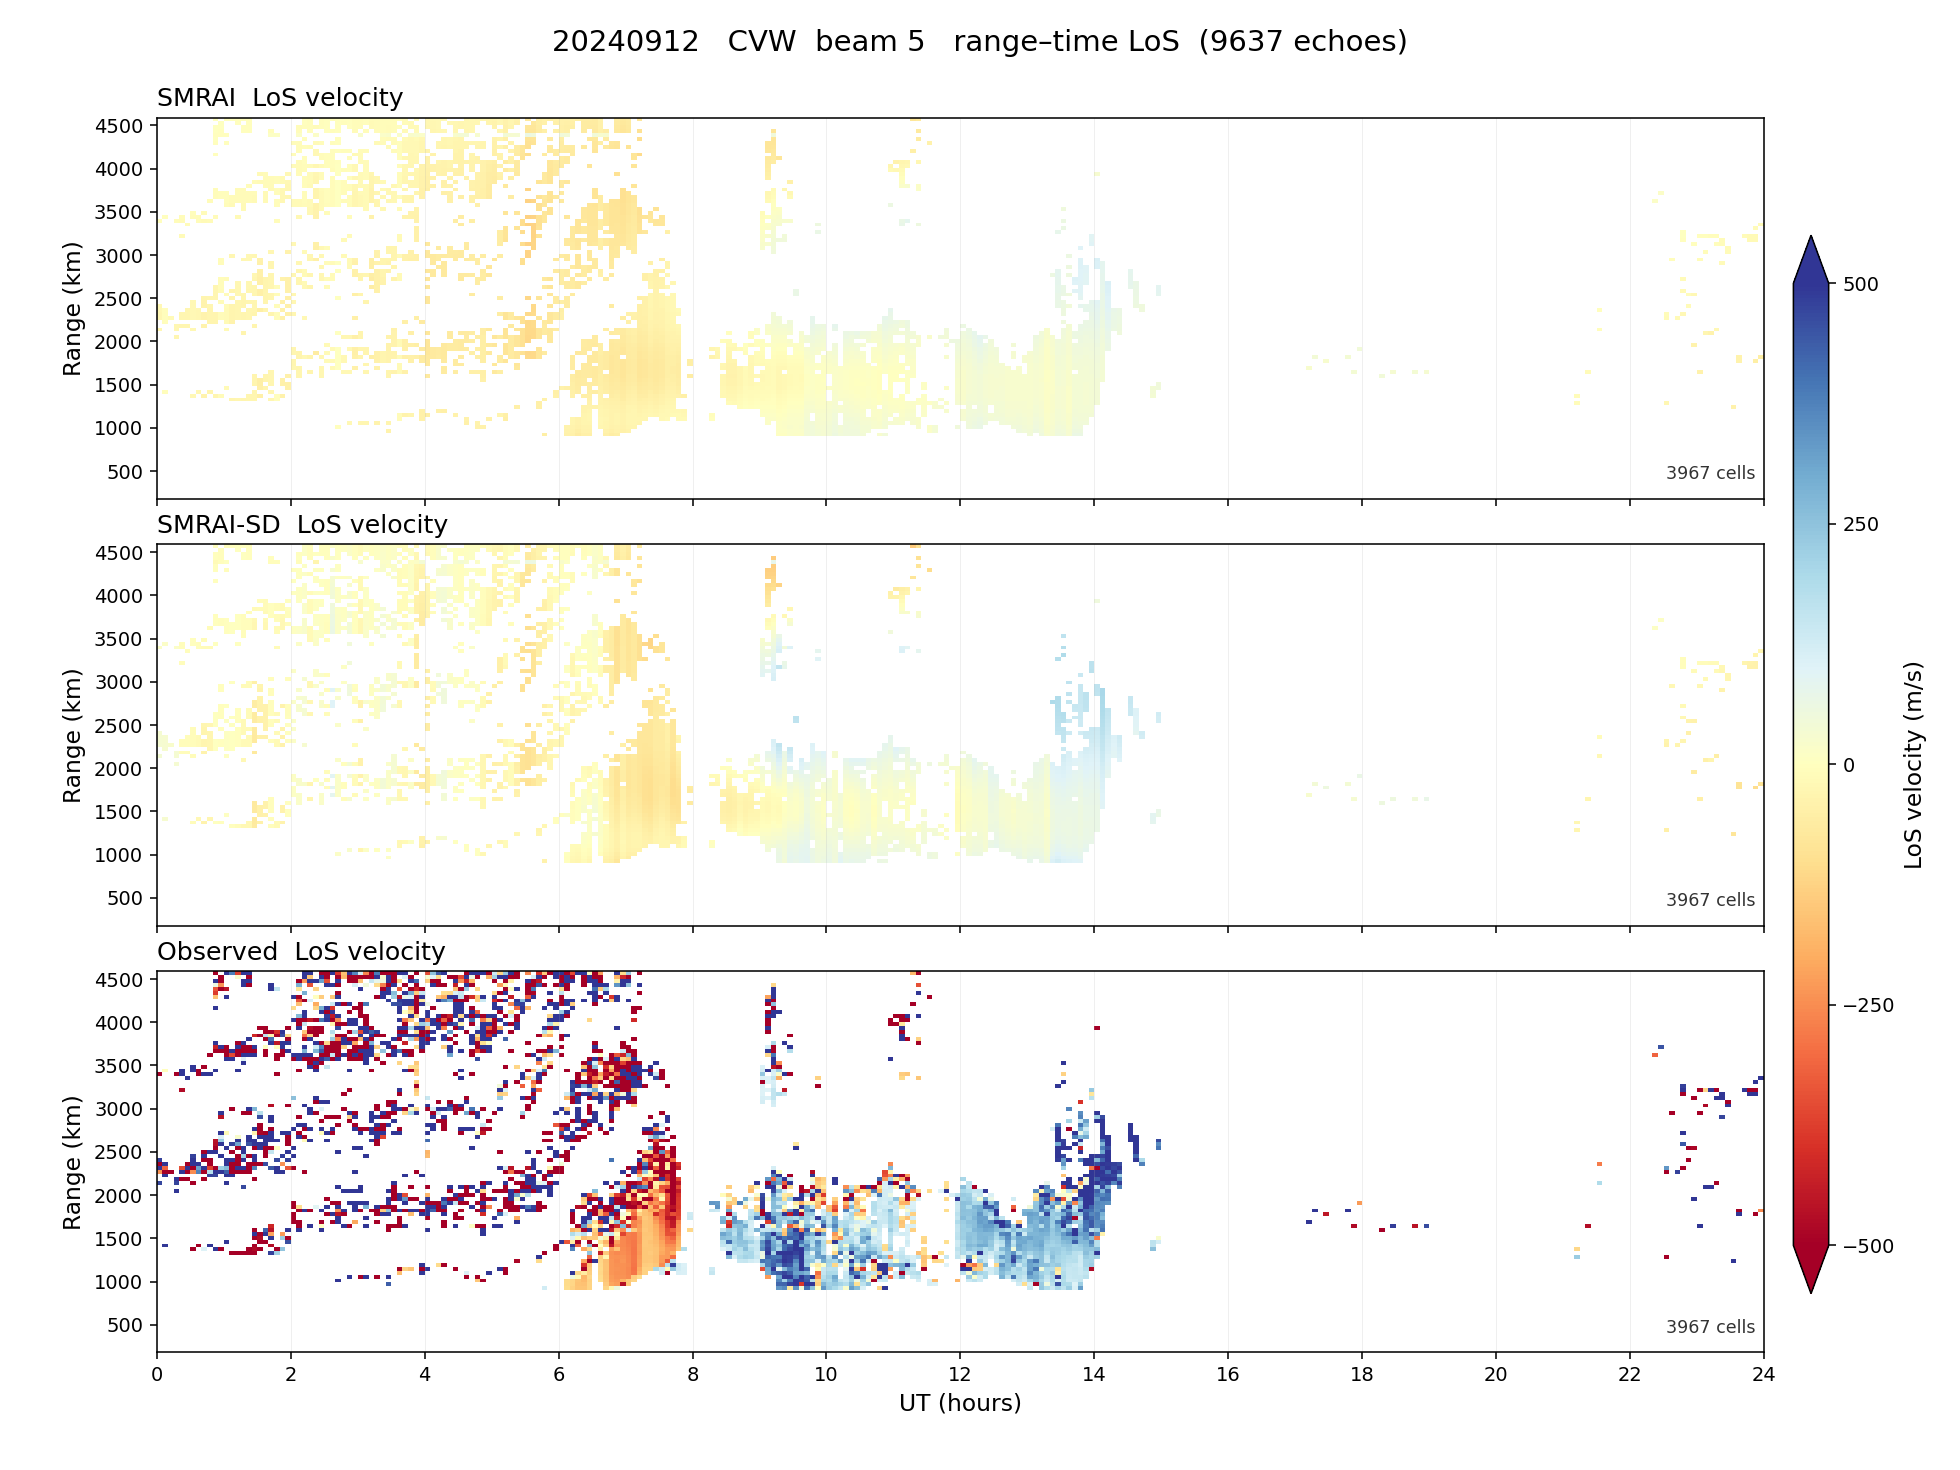 20240912   CVW  beam 5   range–time LoS  (9637 echoes)
SMRAI  LoS velocity
4500
4000
3500
3000
2500
2000
1500
1000
500
Range (km)
3967 cells
SMRAI-SD  LoS velocity
4500
4000
3500
3000
2500
2000
1500
1000
500
Range (km)
3967 cells
Observed  LoS velocity
4500
4000
3500
3000
2500
2000
1500
1000
500
Range (km)
3967 cells
0 2 4 6 8 10 12 14 16 18 20 22 24
UT (hours)
500
250
0
−250
−500
LoS velocity (m/s)